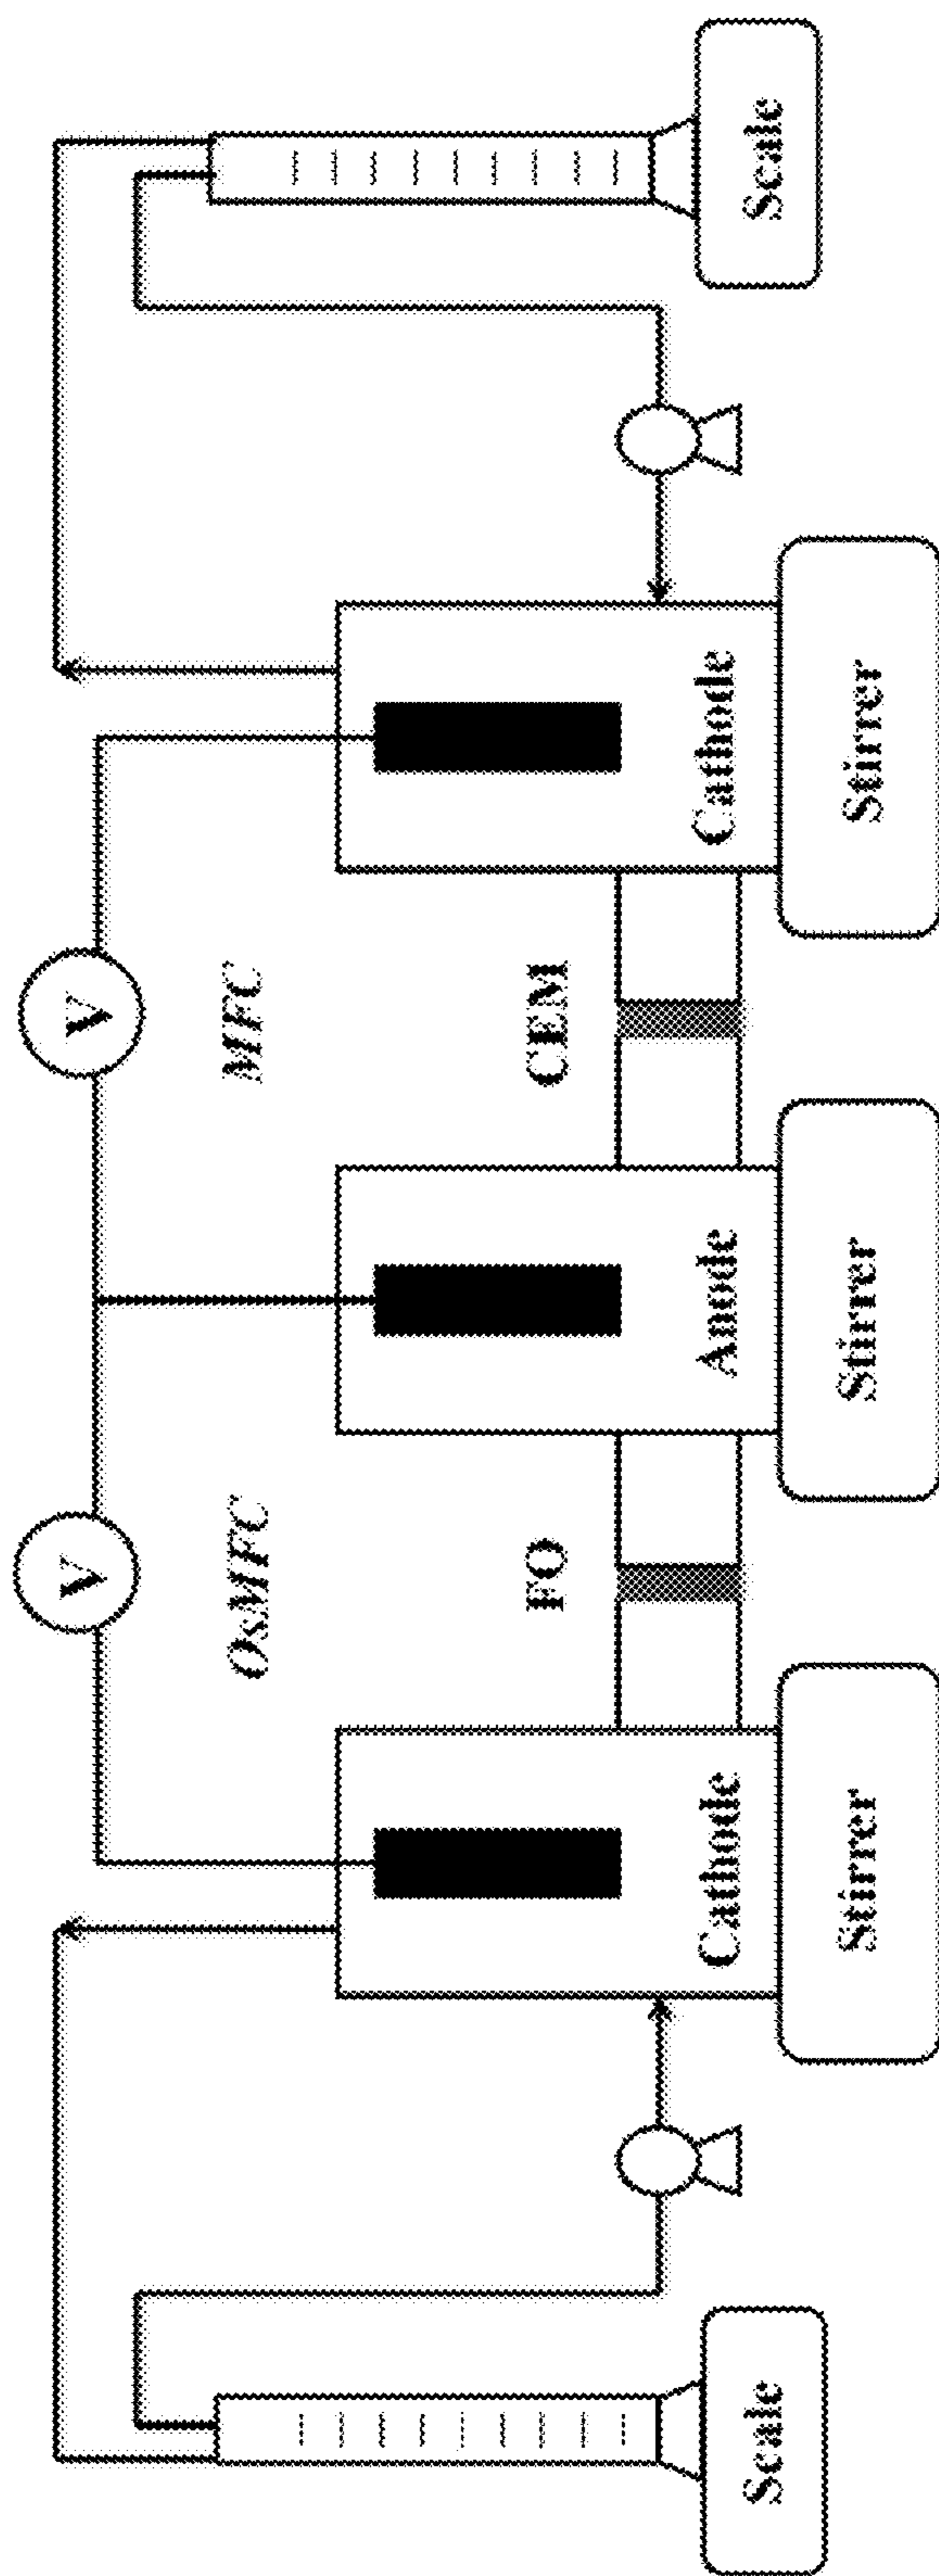 V
V
OsMFC
MFC
FO
CEM
Cathode
Anode
Cathode
Scale
Stirrer
Stirrer
Stirrer
Scale